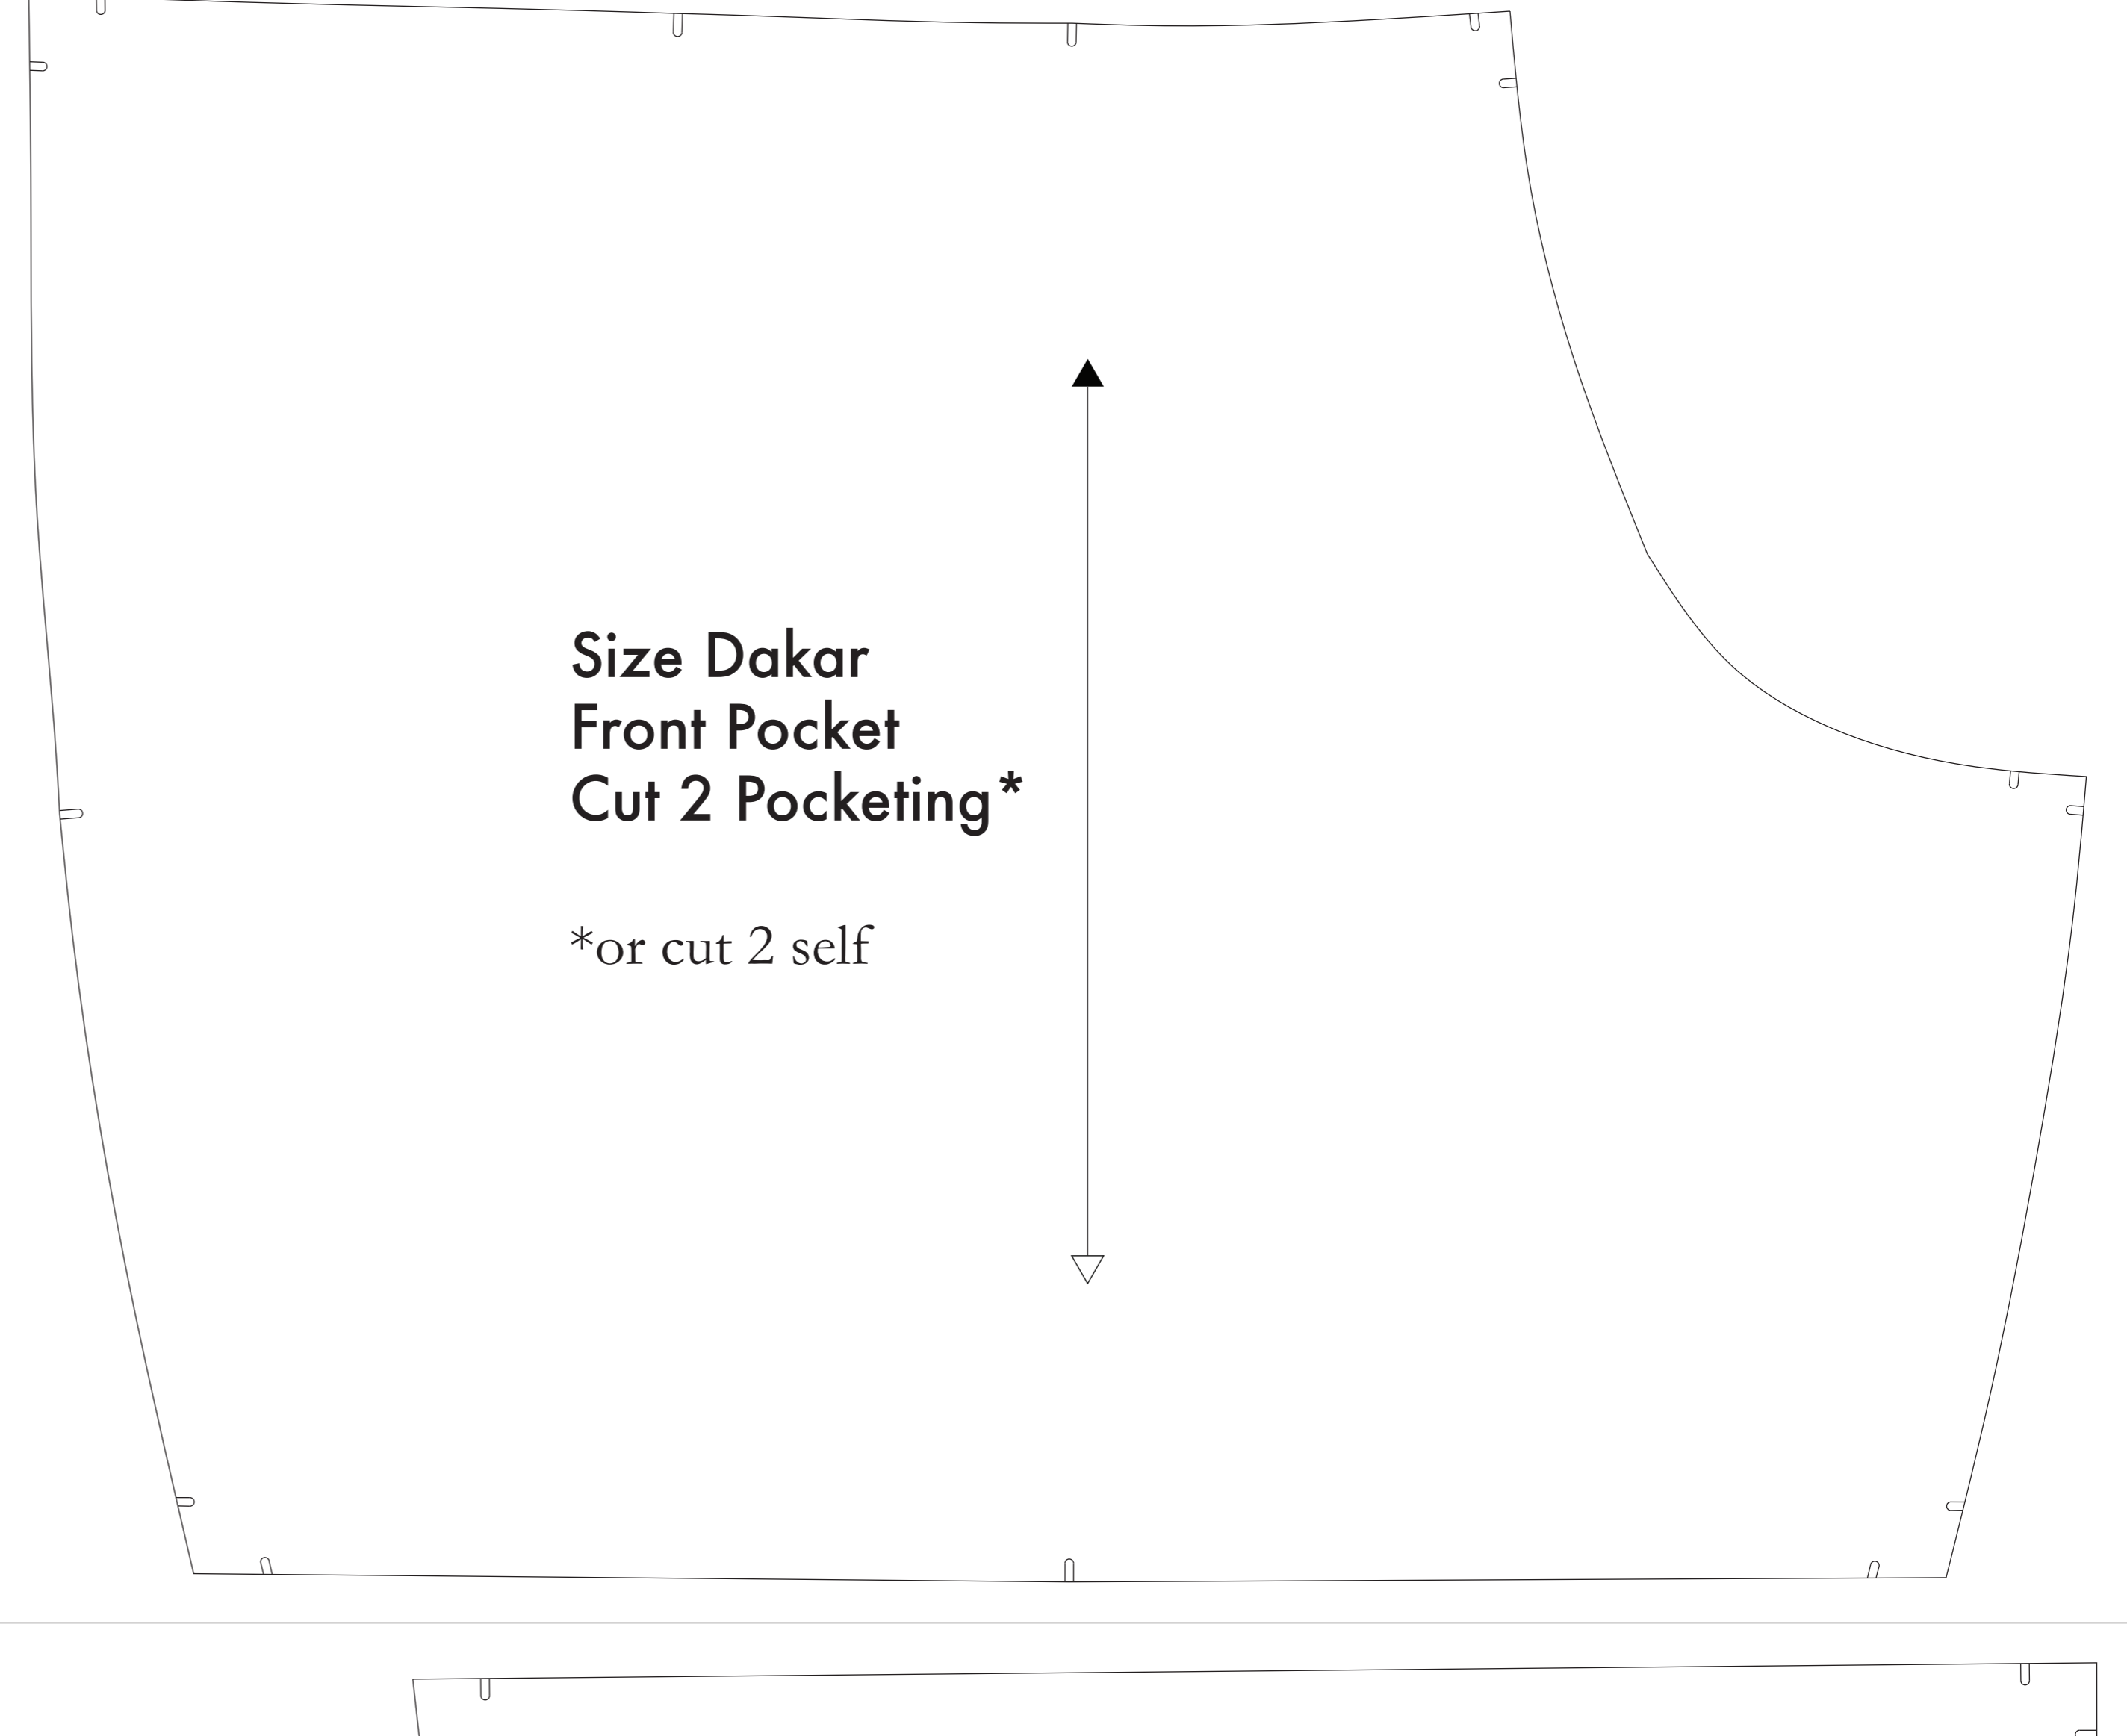 Size Dakar
Front Pocket
Cut 2 Pocketing*
*or cut 2 self